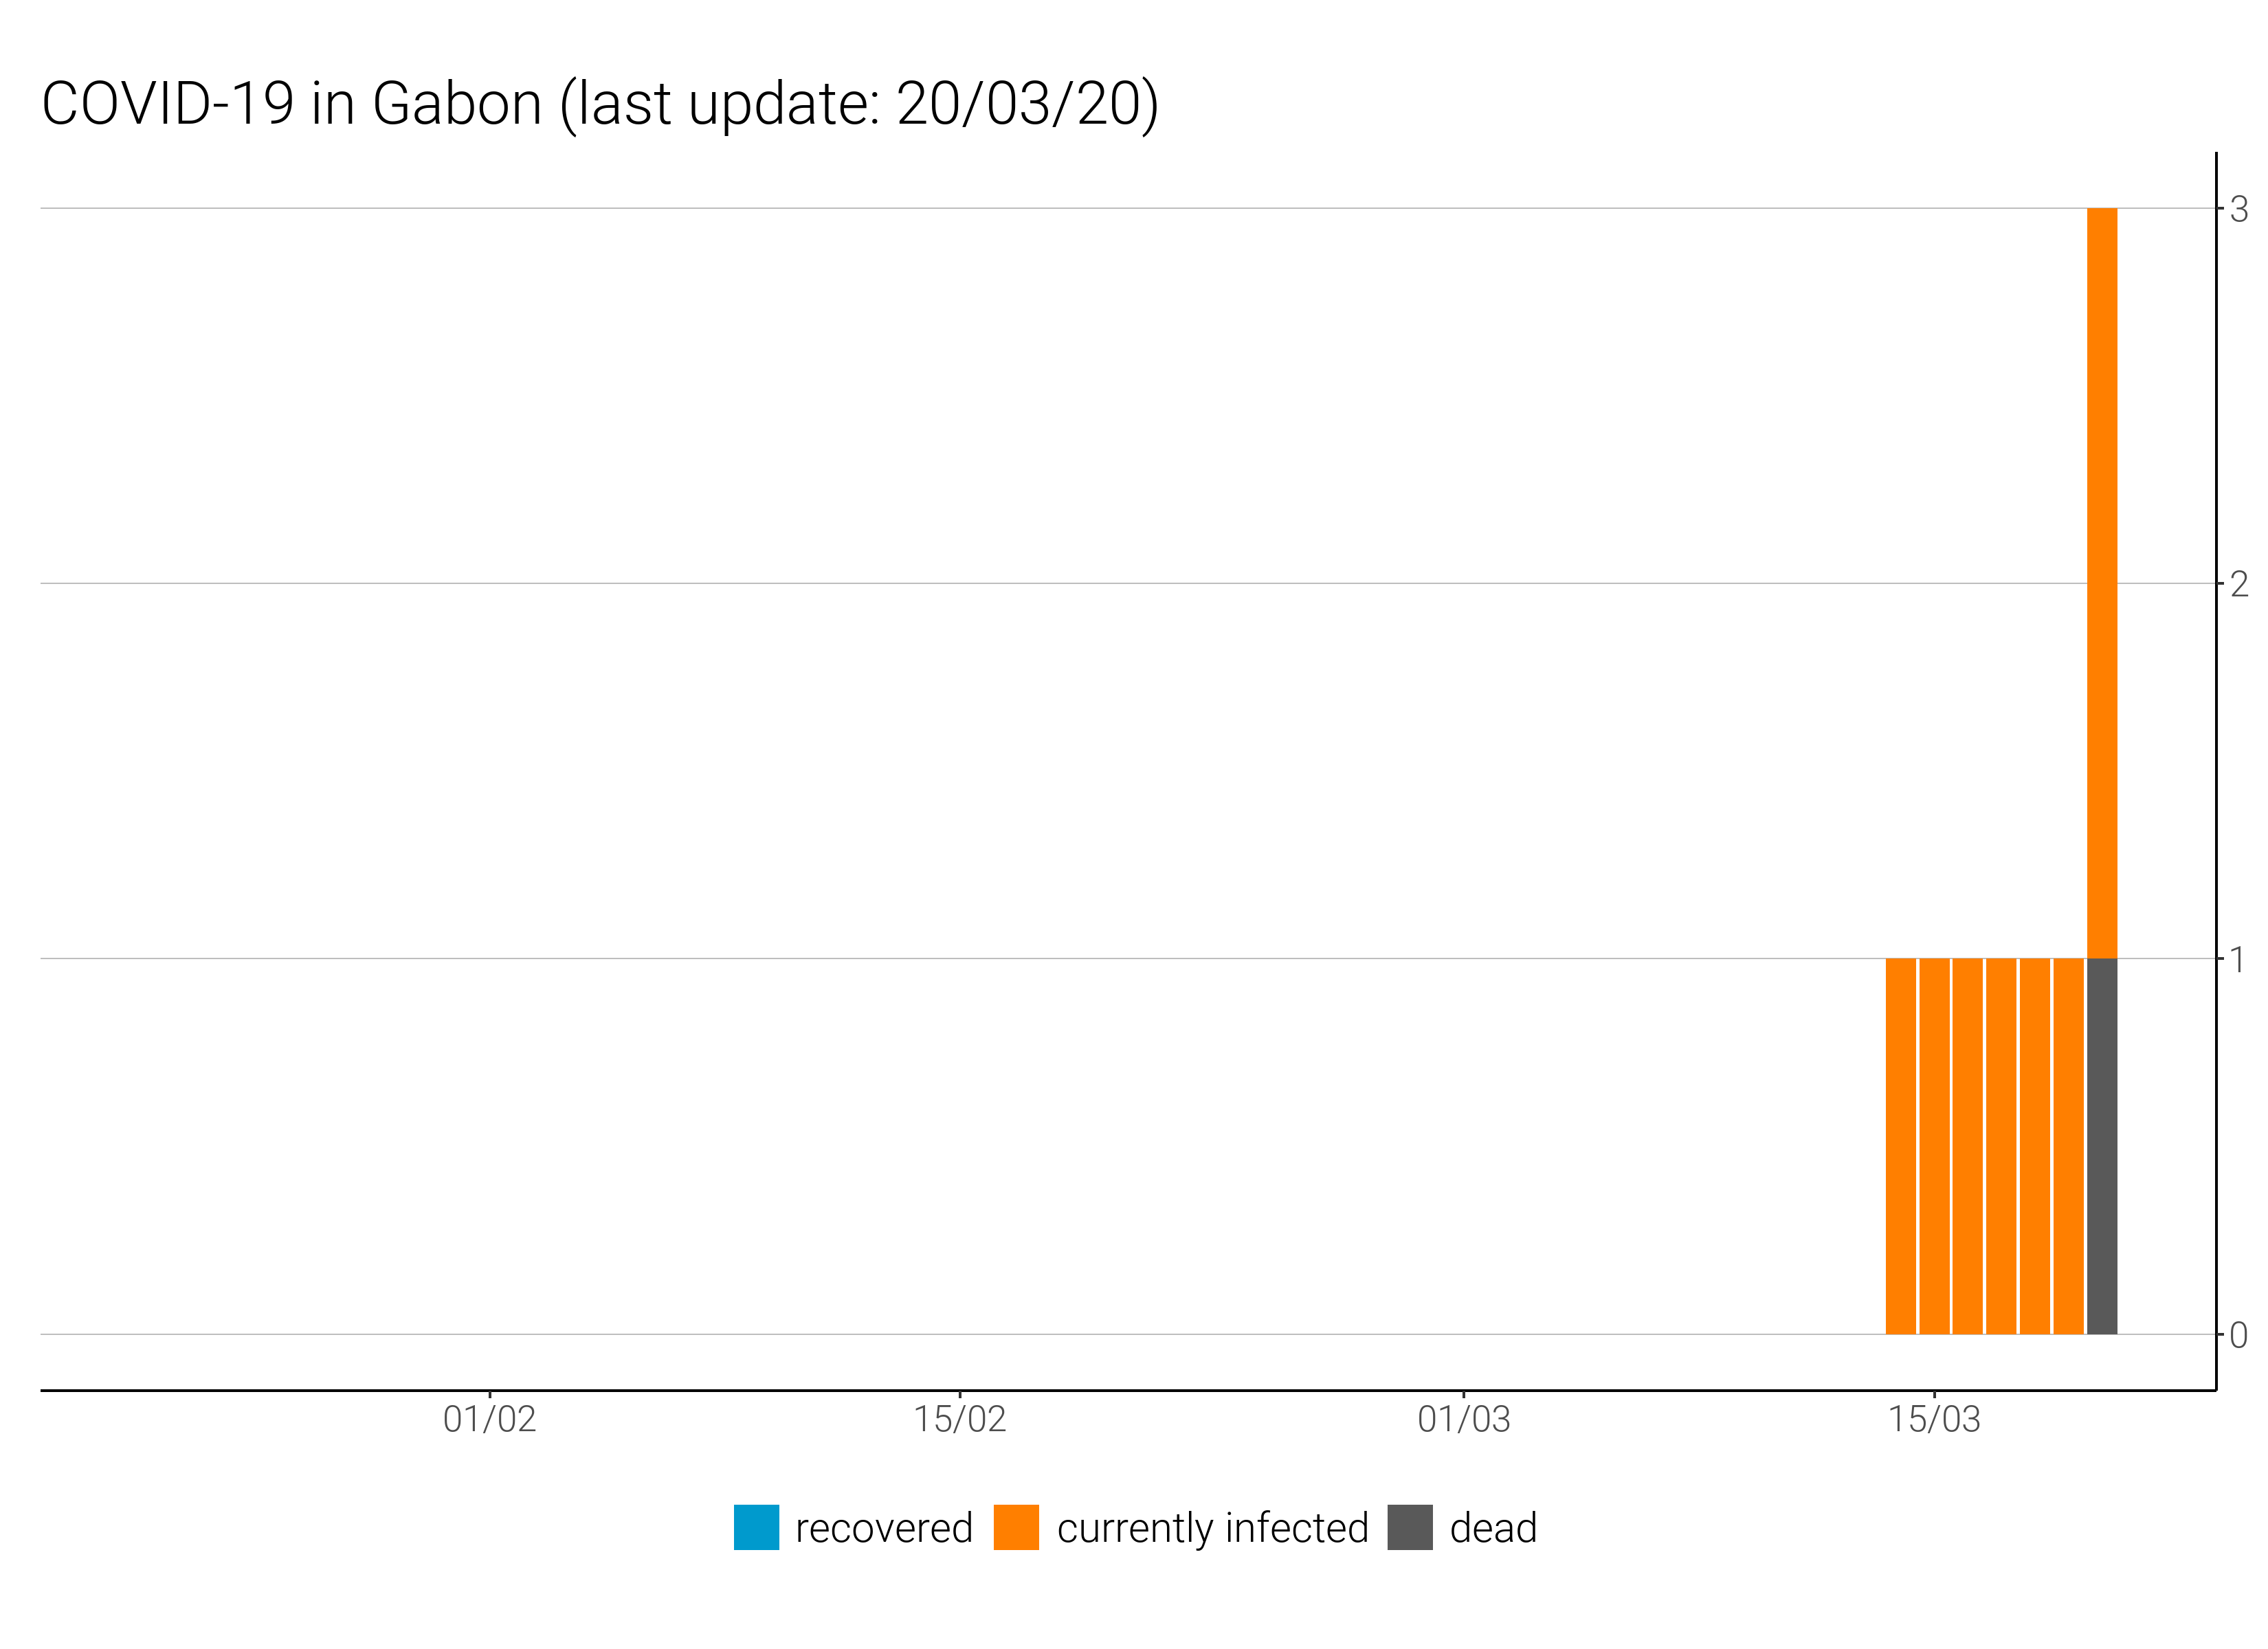 COVID-19 in Gabon (last update: 20/03/20)
3
2
1
0
01/02 15/02 01/03 15/03
recovered currently infected dead